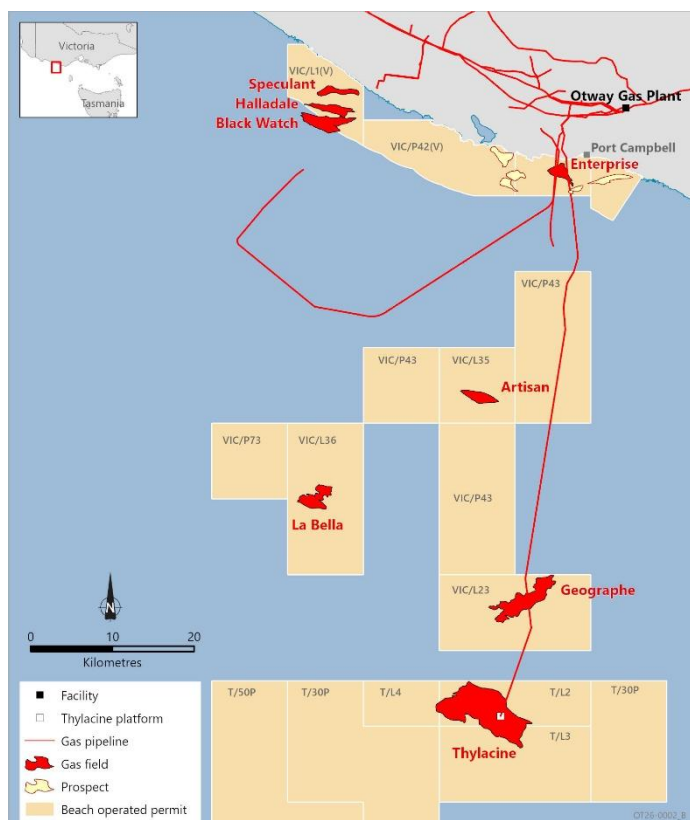 Victoria
Tasmania
VIC/L1(V)
Speculant
Halladale
Black Watch
Otway Gas Plant
VIC/P42(V)
Port Campbell
Enterprise
VIC/P43
VIC/P43
VIC/L35
Artisan
VIC/P73
VIC/L36
La Bella
VIC/P43
VIC/L23
Geographe
N
0 10 20
Kilometres
T/50P
T/30P
T/L4
T/L2
T/30P
T/L3
Thylacine
Facility
Thylacine platform
Gas pipeline
Gas field
Prospect
Beach operated permit
OT26-0002_B